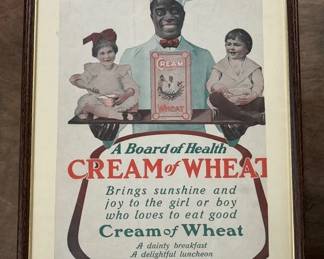 CREAM
WHEAT
A Board of Health
CREAM of WHEAT
Brings sunshine and
joy to the girl or boy
who loves to eat good
Cream of Wheat
A dainty breakfast
A delightful luncheon